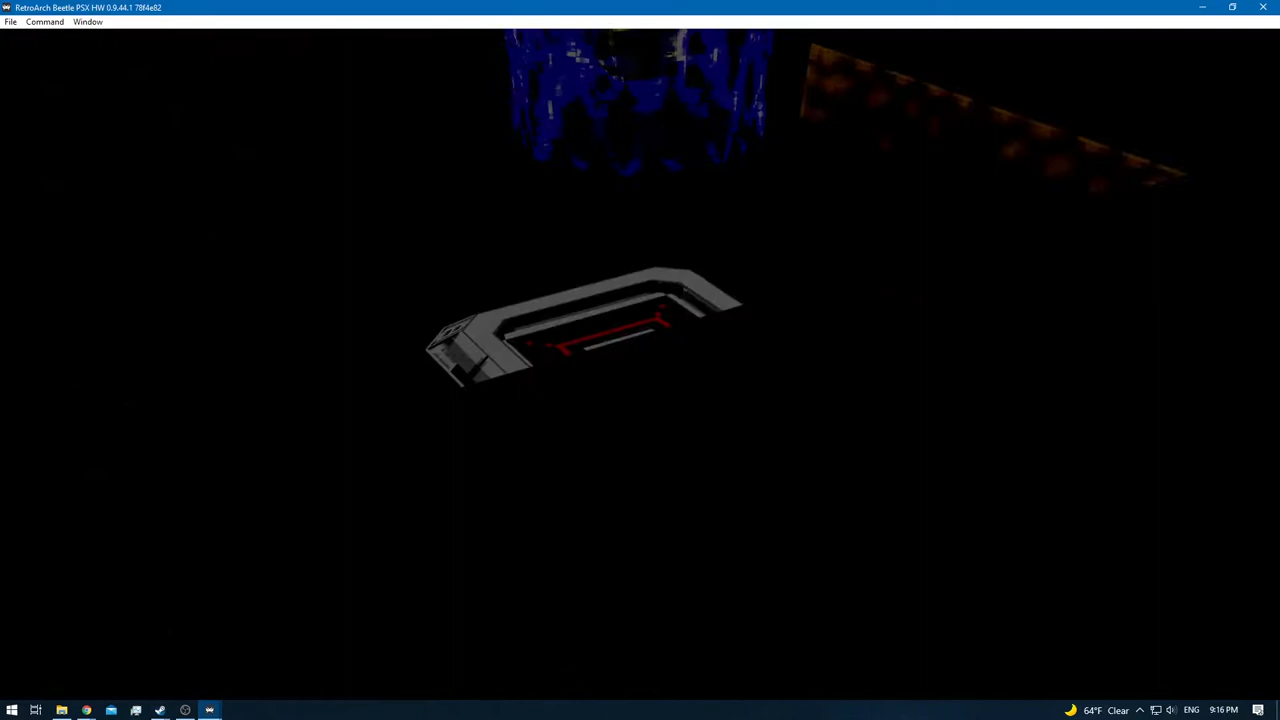 RetroArch Beetle PSX HW 0.9.44.1 78f4e82
File Command Window
64°F Clear ENG 9:16 PM